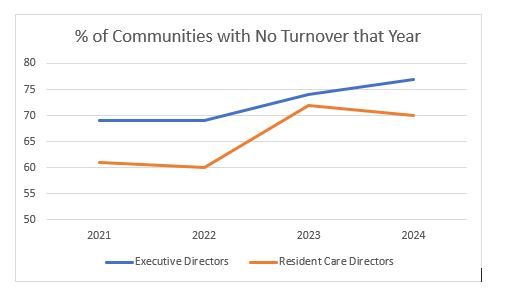 % of Communities with No Turnover that Year
80
75
70
65
60
55
50
2021 2022 2023 2024
Executive Directors Resident Care Directors